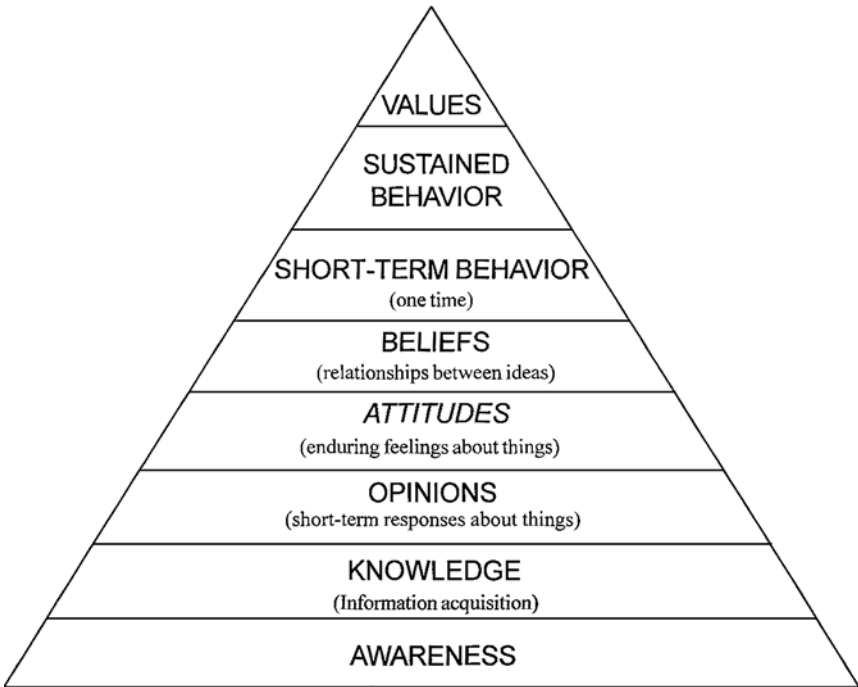 VALUES
SUSTAINED
BEHAVIOR
SHORT-TERM BEHAVIOR
(one time)
BELIEFS
(relationships between ideas)
ATTITUDES
(enduring feelings about things)
OPINIONS
(short-term responses about things)
KNOWLEDGE
(Information acquisition)
AWARENESS